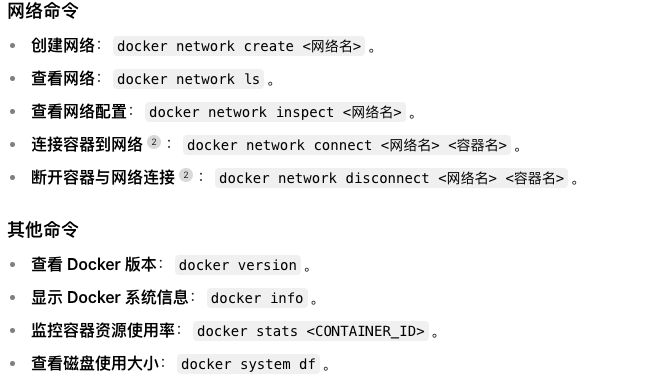 网络命令
创建网络： docker network create <网络名> 。
查看网络： docker network ls 。
查看网络配置： docker network inspect <网络名> 。
连接容器到网络 2 ： docker network connect <网络名> <容器名> 。
断开容器与网络连接 2 ： docker network disconnect <网络名> <容器名> 。
其他命令
查看 Docker 版本： docker version 。
显示 Docker 系统信息： docker info 。
监控容器资源使用率： docker stats <CONTAINER_ID> 。
查看磁盘使用大小： docker system df 。